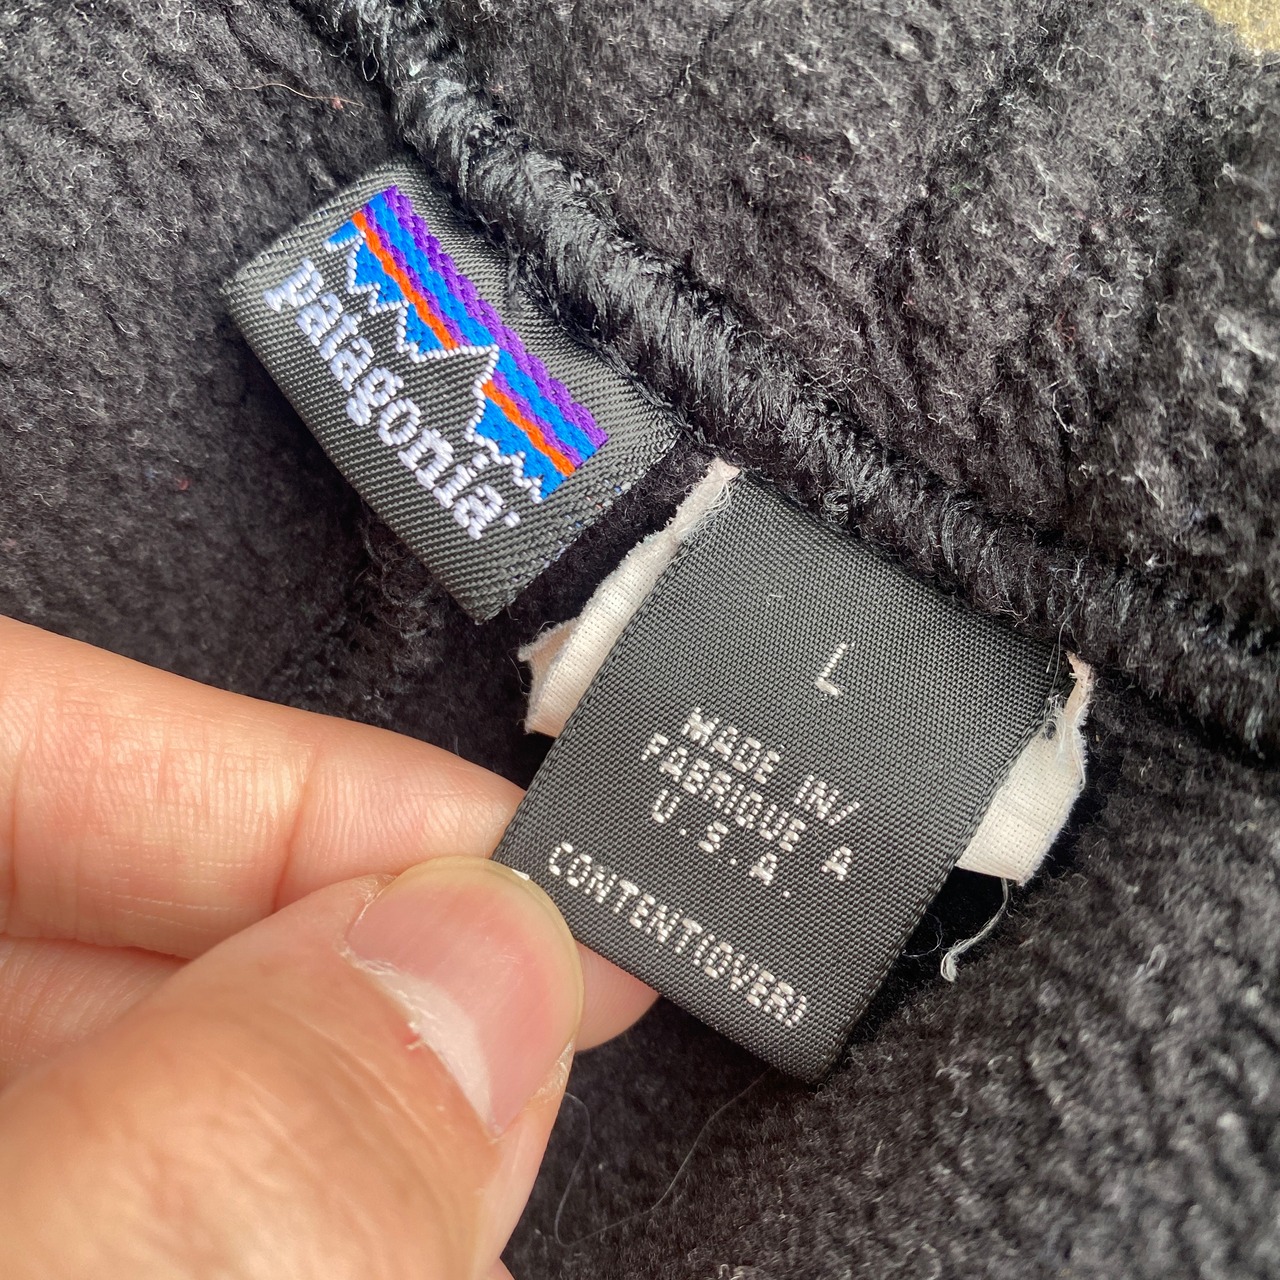 patagonia
L
MADE IN/
FABRIQUE A
U.S.A.
CONTENT(OVER)